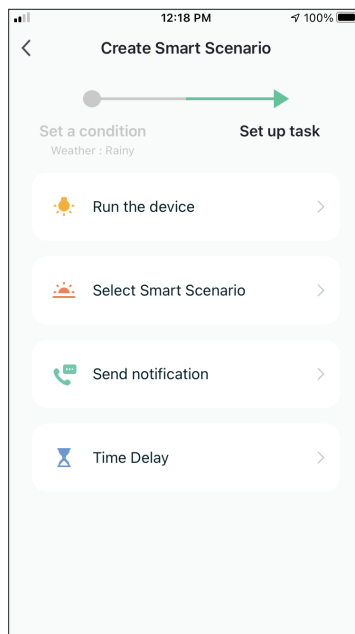 12:18 PM
100%
Create Smart Scenario
Set a condition
Set up task
Weather : Rainy
Run the device
Select Smart Scenario
Send notification
Time Delay